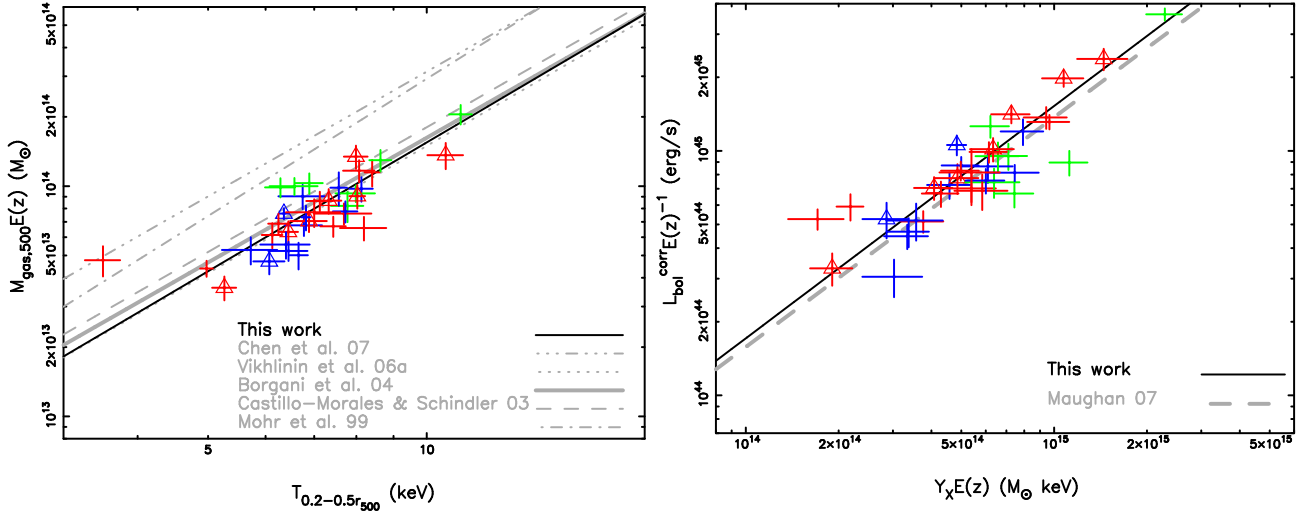 M_gas,500E(z) (M_⊙)
10^13
2×10^13
5×10^13
10^14
2×10^14
5×10^14
This work
Chen et al. 07
Vikhlinin et al. 06a
Borgani et al. 04
Castillo−Morales & Schindler 03
Mohr et al. 99
5
10
T_0.2−0.5r_500 (keV)
L_bol^corr E(z)^−1 (erg/s)
10^44
2×10^44
5×10^44
10^45
2×10^45
This work
Maughan 07
10^14
2×10^14
5×10^14
10^15
2×10^15
5×10^15
Y_XE(z) (M_⊙ keV)